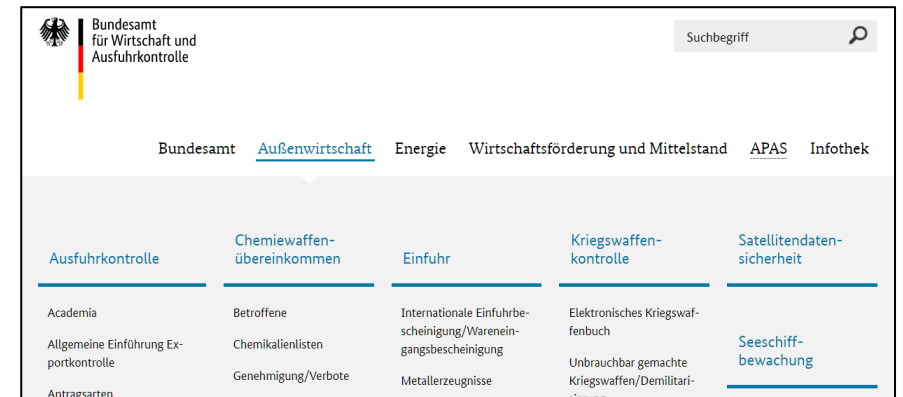 Bundesamt
für Wirtschaft und
Ausfuhrkontrolle
Suchbegriff
Bundesamt Außenwirtschaft Energie Wirtschaftsförderung und Mittelstand APAS Infothek
Ausfuhrkontrolle
Academia
Allgemeine Einführung Ex-
portkontrolle
Antragsarten
Chemiewaffen-
übereinkommen
Betroffene
Chemikalienlisten
Genehmigung/Verbote
Einfuhr
Internationale Einfuhrbe-
scheinigung/Warenein-
gangsbescheinigung
Metallerzeugnisse
Kriegswaffen-
kontrolle
Elektronisches Kriegswaf-
fenbuch
Unbrauchbar gemachte
Kriegswaffen/Demilitari-
sierung
Satellitendaten-
sicherheit
Seeschiff-
bewachung